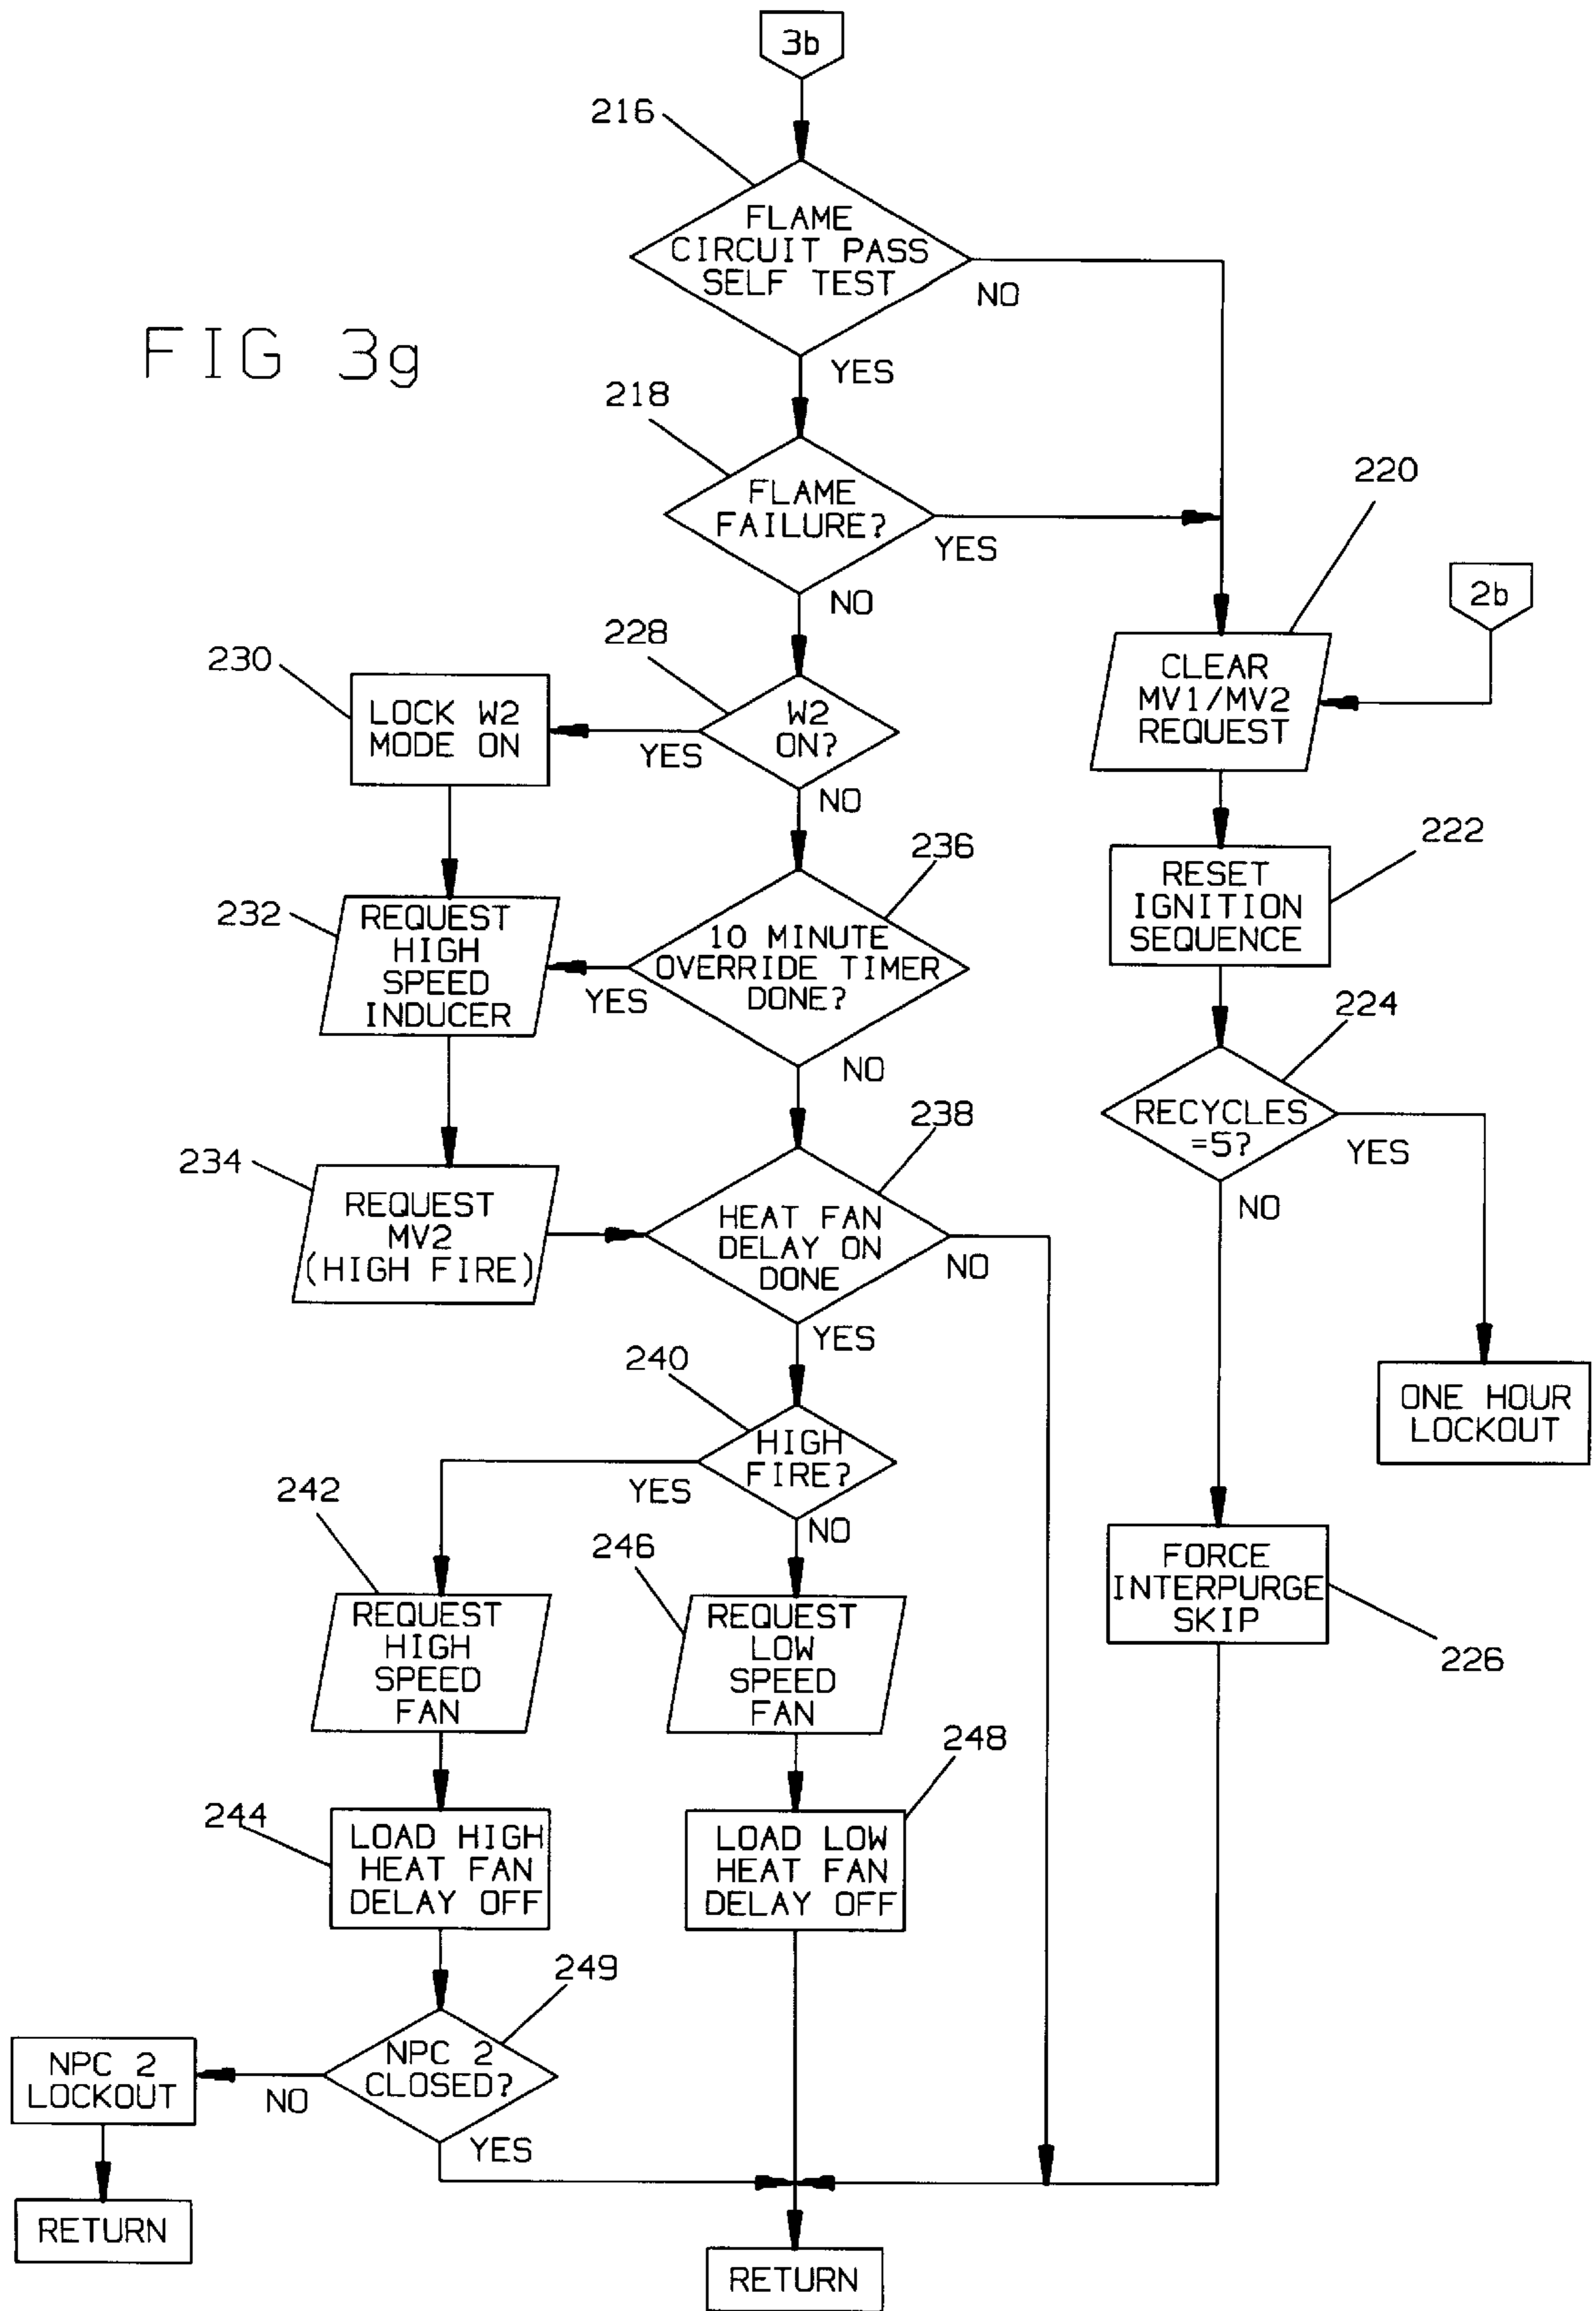 3b
216
FLAME
CIRCUIT PASS
SELF TEST
NO
FIG 3g
YES
218
FLAME
FAILURE?
YES
220
2b
NO
228
230
CLEAR
MV1/MV2
REQUEST
LOCK W2
MODE ON
W2
ON?
YES
NO
236
222
RESET
IGNITION
SEQUENCE
232
REQUEST
HIGH
SPEED
INDUCER
10 MINUTE
OVERRIDE TIMER
DONE?
YES
NO
224
RECYCLES
=5?
YES
NO
238
234
REQUEST
MV2
(HIGH FIRE)
HEAT FAN
DELAY ON
DONE
NO
YES
240
ONE HOUR
LOCKOUT
HIGH
FIRE?
YES
NO
242
246
FORCE
INTERPURGE
SKIP
226
REQUEST
HIGH
SPEED
FAN
REQUEST
LOW
SPEED
FAN
248
244
LOAD HIGH
HEAT FAN
DELAY OFF
LOAD LOW
HEAT FAN
DELAY OFF
249
NPC 2
LOCKOUT
NO
NPC 2
CLOSED?
YES
RETURN
RETURN